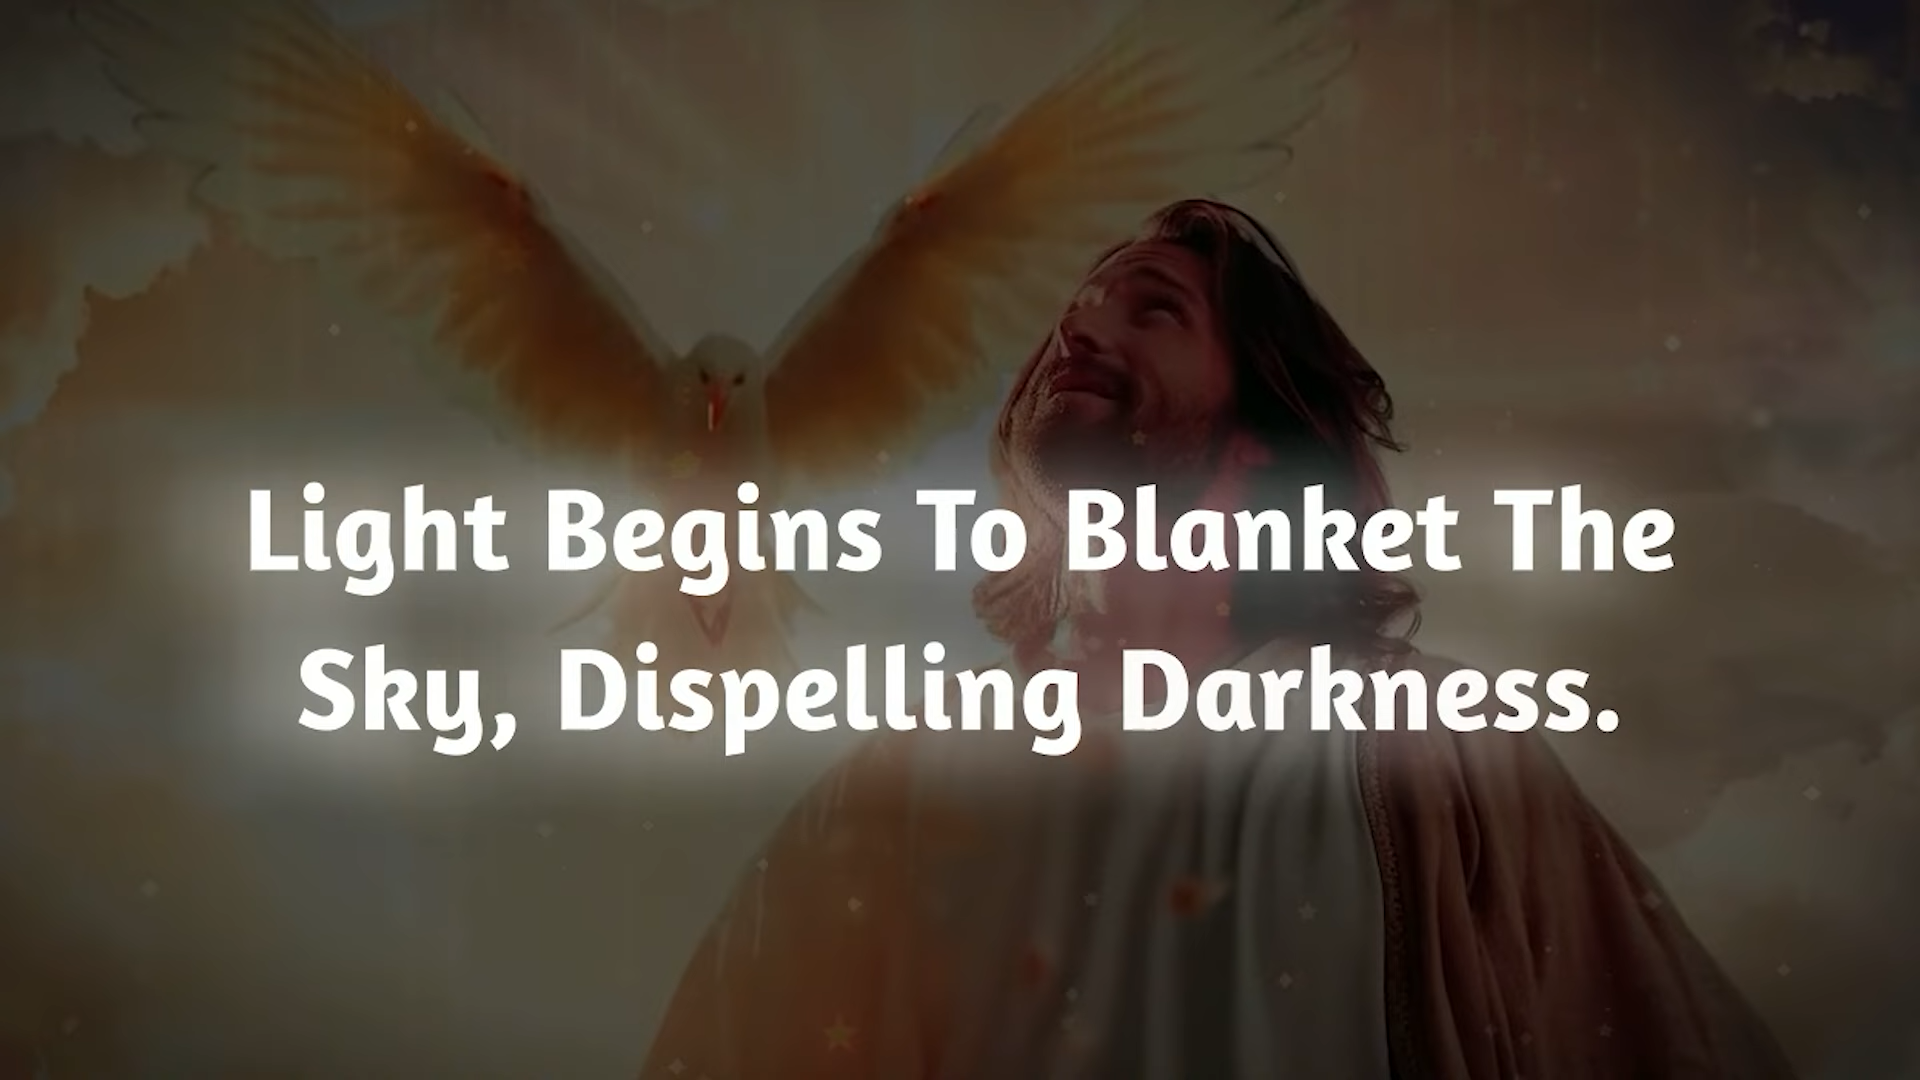 Light Begins To Blanket The
Sky, Dispelling Darkness.